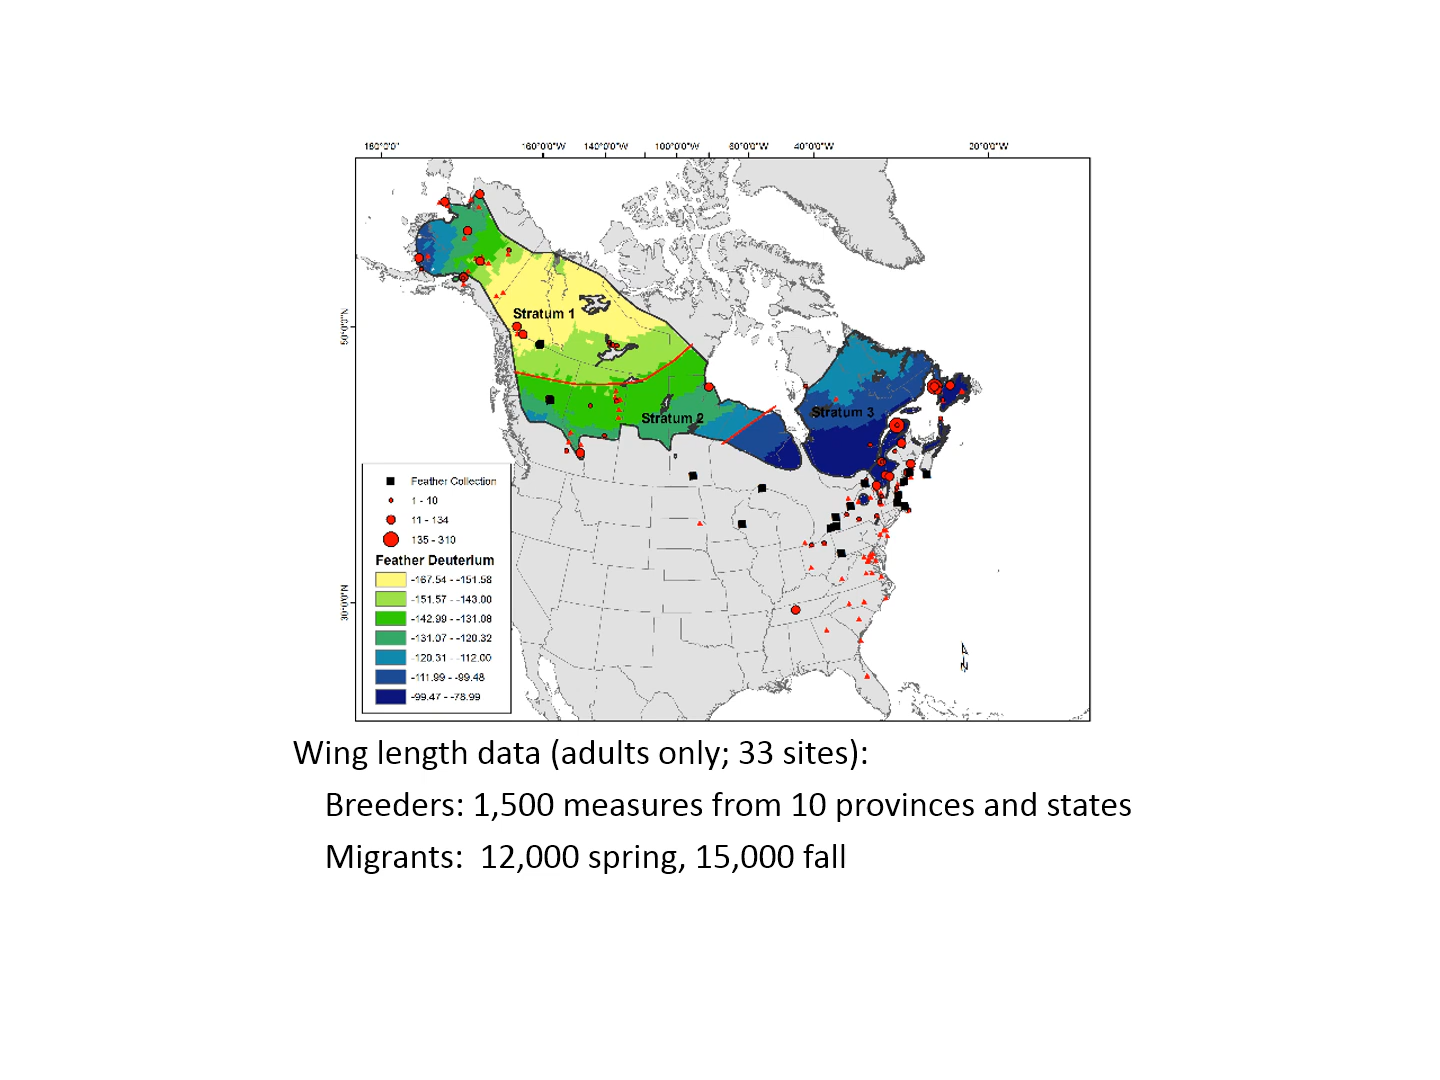 180°0'0" 160°0'0"W 140°0'0"W 100°0'0"W 60°0'0"W 40°0'0"W 20°0'0"W
50°0'0"N
Stratum 1
Stratum 2
Stratum 3
30°0'0"N
Feather Collection
1 - 10
11 - 134
135 - 310
Feather Deuterium
-167.54 - -151.58
-151.57 - -143.00
-142.99 - -131.08
-131.07 - -120.32
-120.31 - -112.00
-111.99 - -99.48
-99.47 - -78.99
N
Wing length data (adults only; 33 sites):
Breeders: 1,500 measures from 10 provinces and states
Migrants: 12,000 spring, 15,000 fall